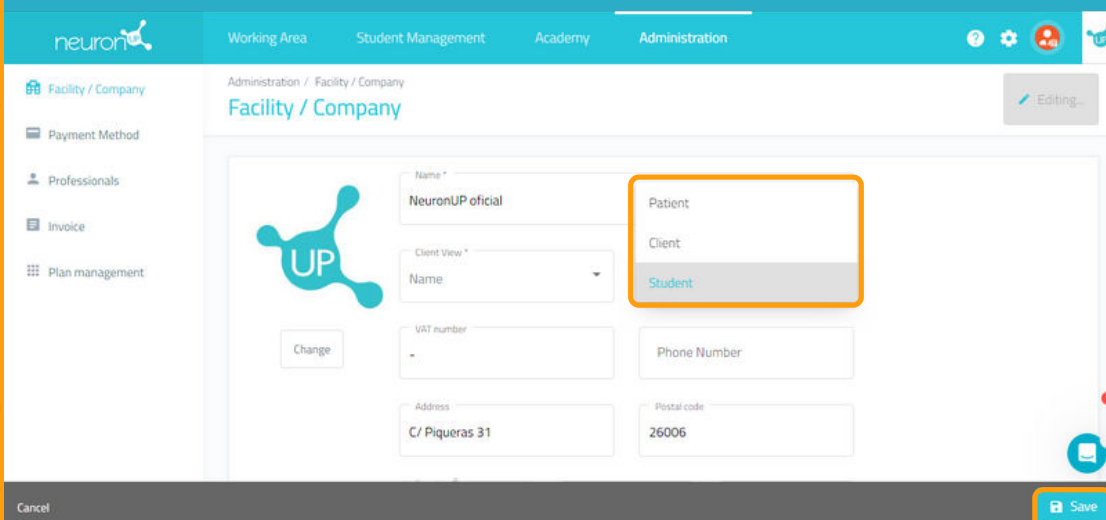 neuronUP
Working Area
Student Management
Academy
Administration
Facility / Company
Payment Method
Professionals
Invoice
Plan management
Administration / Facility / Company
Facility / Company
Editing...
UP
Change
Name *
NeuronUP oficial
Patient
Client
Student
Client View *
Name
VAT number
-
Phone Number
Address
C/ Piqueras 31
Postal code
26006
Cancel
Save